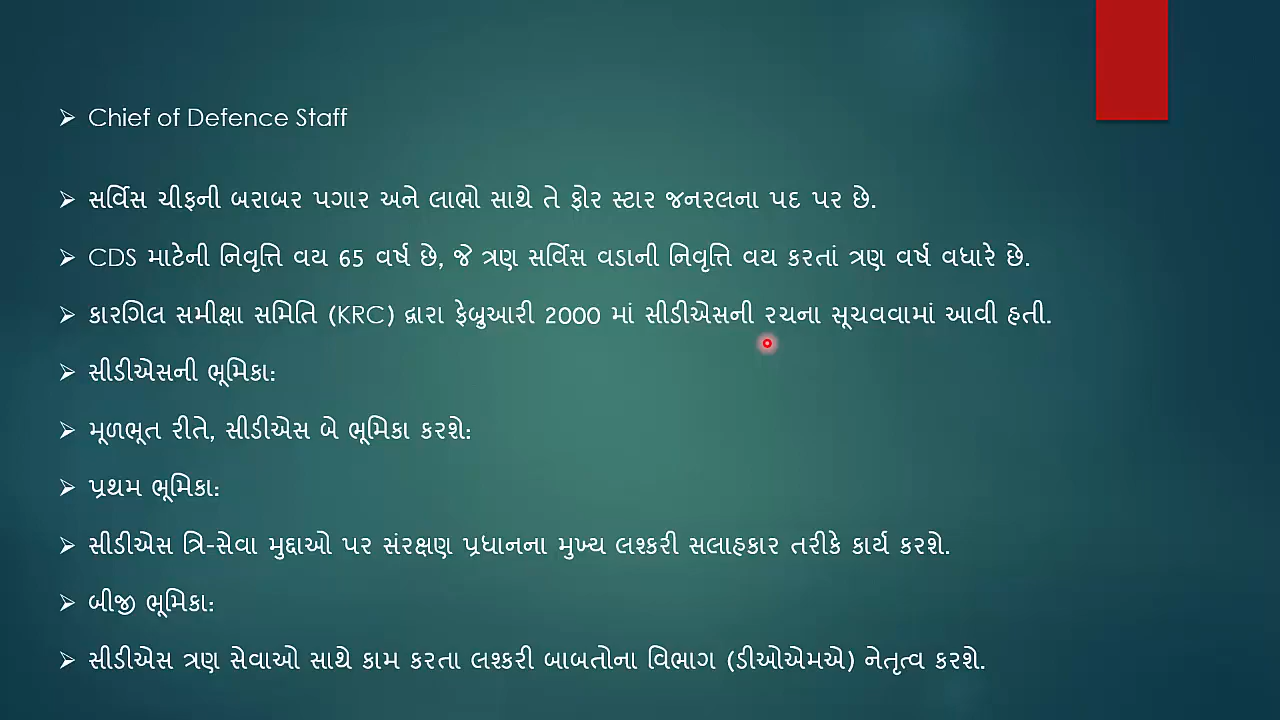 Chief of Defence Staff
સર્વિસ ચીફની બરાબર પગાર અને લાભો સાથે તે ફોર સ્ટાર જનરલના પદ પર છે.
CDS માટેની નિવૃત્તિ વય 65 વર્ષ છે, જે ત્રણ સર્વિસ વડાની નિવૃત્તિ વય કરતાં ત્રણ વર્ષ વધારે છે.
કારગિલ સમીક્ષા સમિતિ (KRC) દ્વારા ફેબ્રુઆરી 2000 માં સીડીએસની રચના સૂચવવામાં આવી હતી.
સીડીએસની ભૂમિકા:
મૂળભૂત રીતે, સીડીએસ બે ભૂમિકા કરશે:
પ્રથમ ભૂમિકા:
સીડીએસ ત્રિ-સેવા મુદ્દાઓ પર સંરક્ષણ પ્રધાનના મુખ્ય લશ્કરી સલાહકાર તરીકે કાર્ય કરશે.
બીજી ભૂમિકા:
સીડીએસ ત્રણ સેવાઓ સાથે કામ કરતા લશ્કરી બાબતોના વિભાગ (ડીઓએમએ) નેતૃત્વ કરશે.